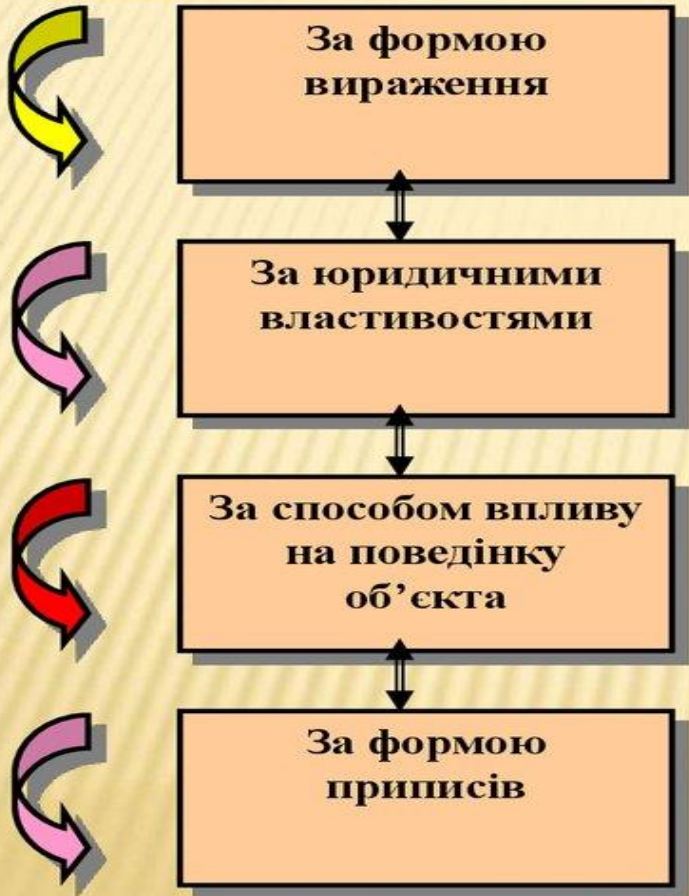 За формою
вираження
За юридичними
властивостями
За способом впливу
на поведінку
об’єкта
За формою
приписів